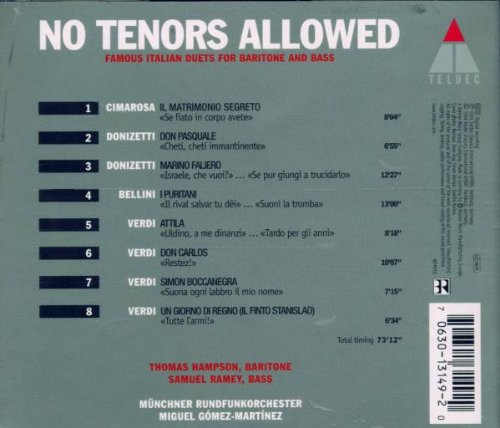 NO TENORS ALLOWED
FAMOUS ITALIAN DUETS FOR BARITONE AND BASS
TELDEC
1 CIMAROSA IL MATRIMONIO SEGRETO
«Se fiato in corpo avete» 8'04"
2 DONIZETTI DON PASQUALE
«Cheti, cheti immantinente» 6'55"
3 DONIZETTI MARINO FALIERO
«Israele, che vuoi?» ... «Se pur giungi a trucidarlo» 12'27"
4 BELLINI I PURITANI
«Il rival salvar tu dêi» ... «Suoni la tromba» 13'00"
5 VERDI ATTILA
«Uldino, a me dinanzi» ... «Tardo per gli anni» 8'18"
6 VERDI DON CARLOS
«Restez!» 10'07"
7 VERDI SIMON BOCCANEGRA
«Suona ogni labbro il mio nome» 7'15"
8 VERDI UN GIORNO DI REGNO (IL FINTO STANISLAO)
«Tutte l'armi!» 6'34"
Total timing 73'12"
THOMAS HAMPSON, BARITONE
SAMUEL RAMEY, BASS
MÜNCHNER RUNDFUNKORCHESTER
MIGUEL GÓMEZ-MARTÍNEZ
7 0630-13149-2 0